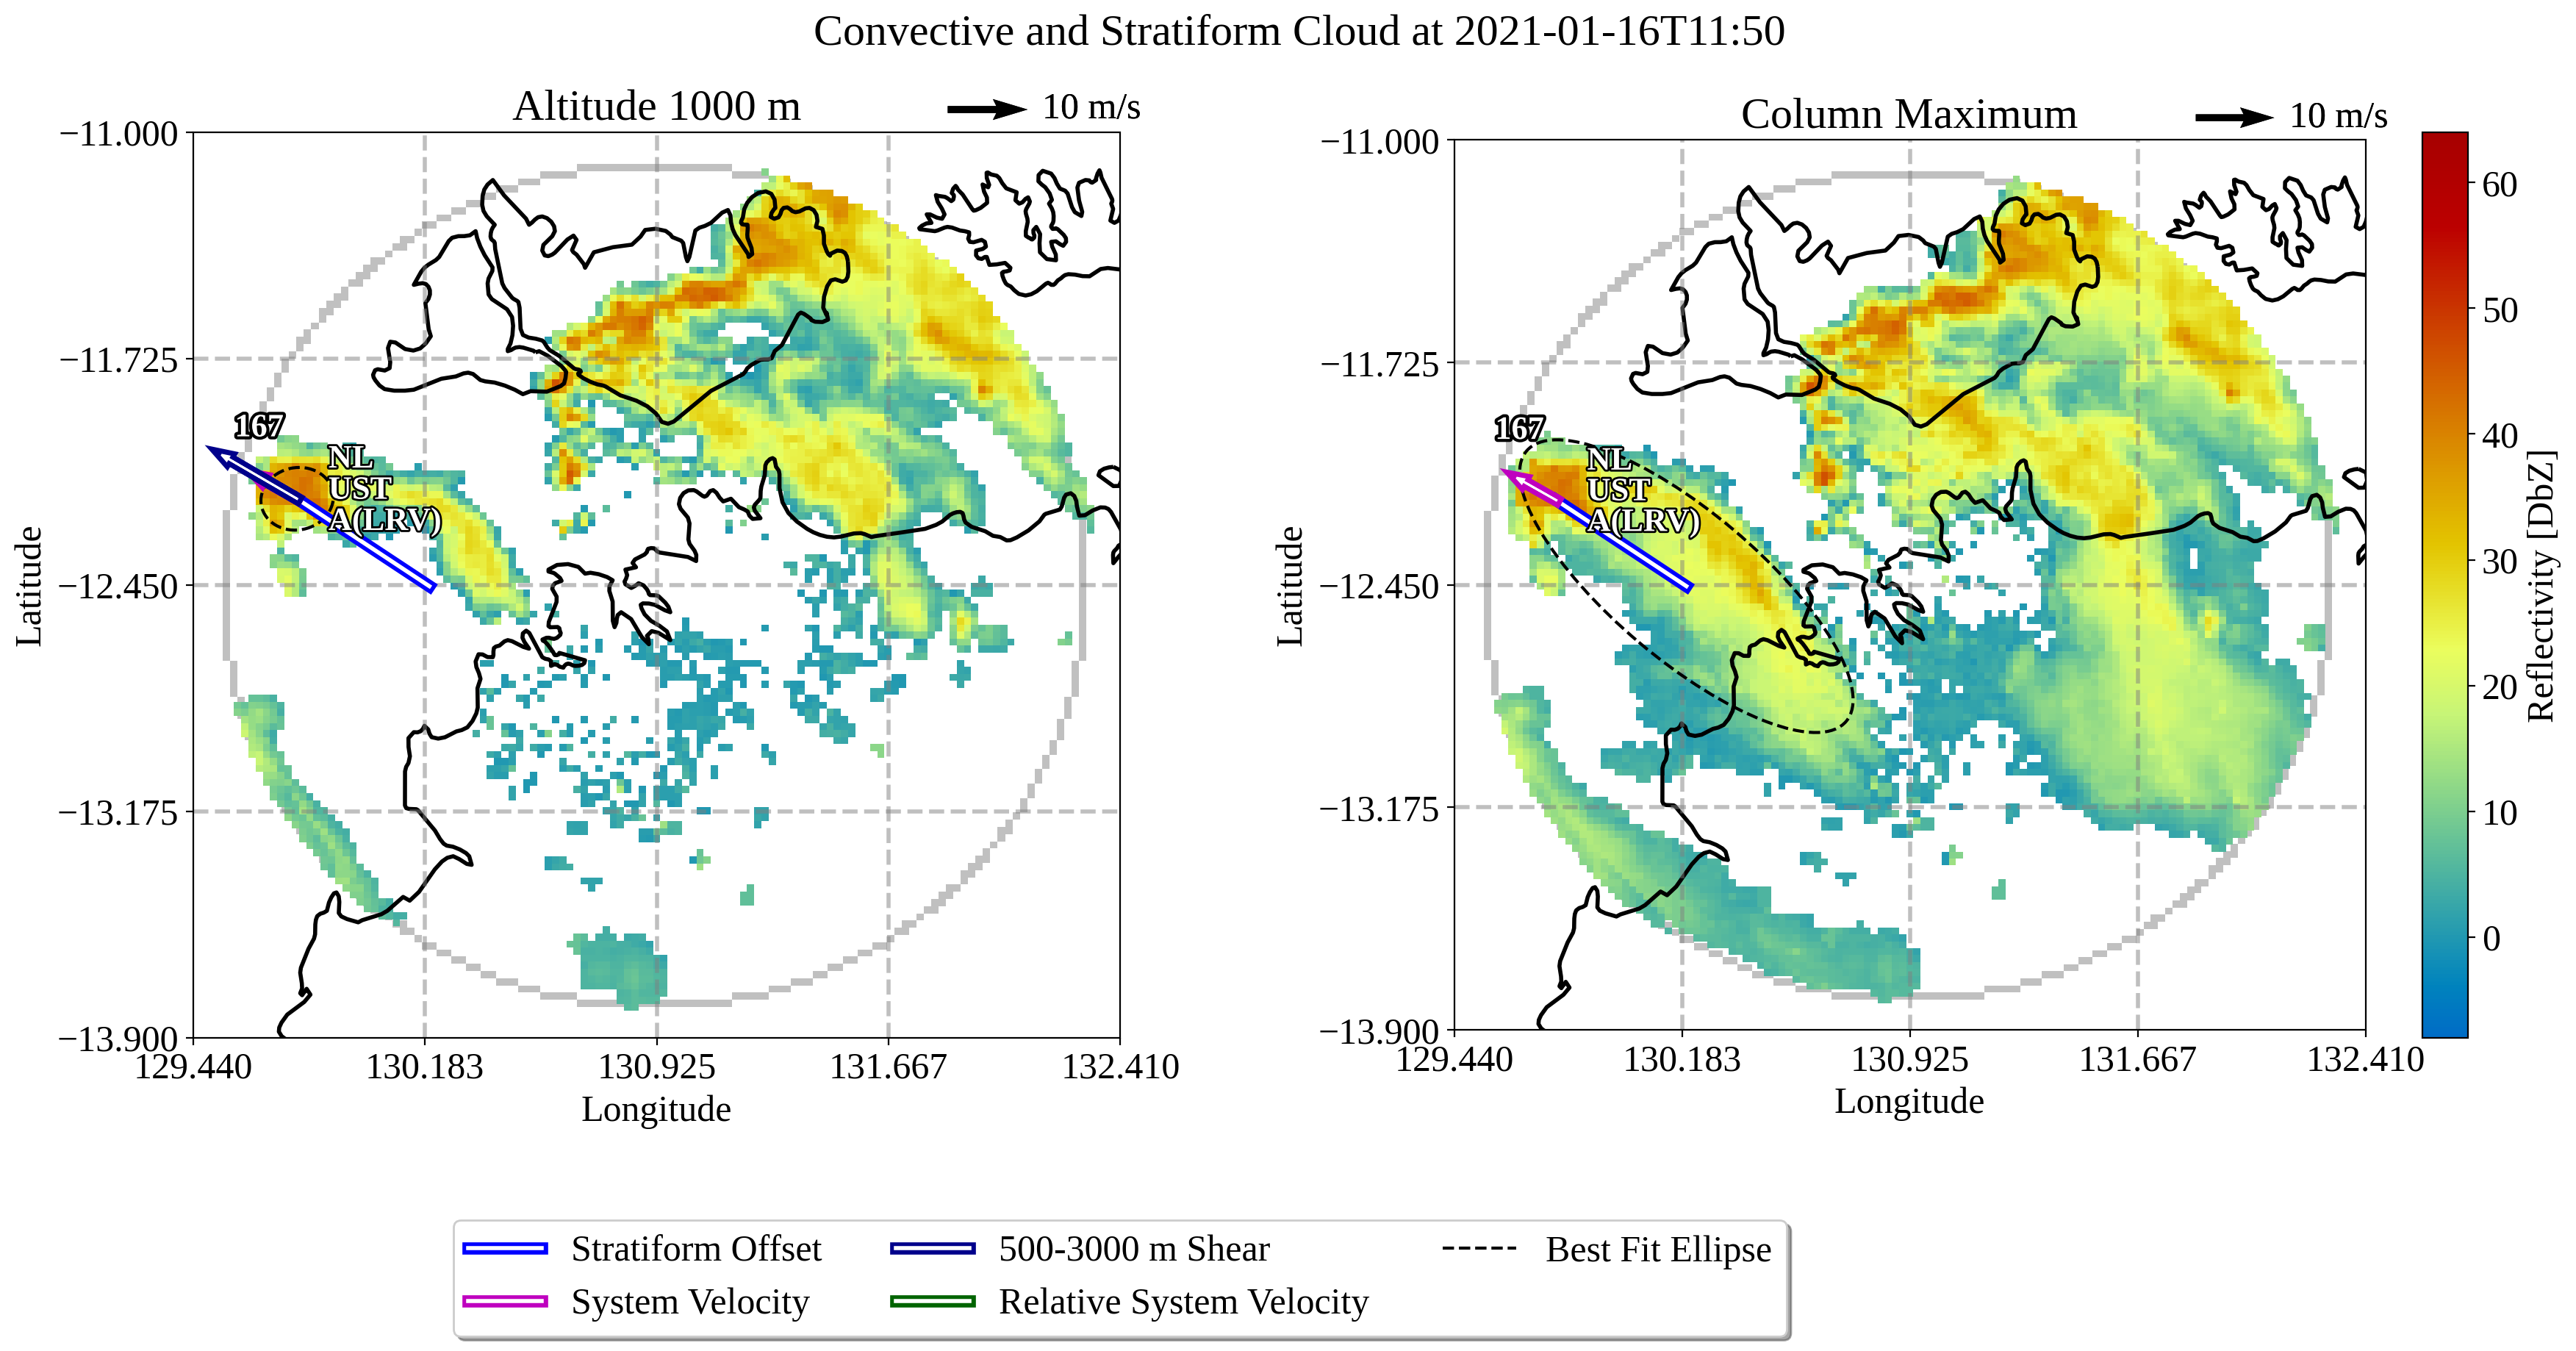 Convective and Stratiform Cloud at 2021-01-16T11:50
Altitude 1000 m
10 m/s
−11.000
−11.725
−12.450
−13.175
−13.900
Latitude
129.440
130.183
130.925
131.667
132.410
Longitude
167
NL
UST
A(LRV)
Column Maximum
10 m/s
−11.000
−11.725
−12.450
−13.175
−13.900
Latitude
129.440
130.183
130.925
131.667
132.410
Longitude
167
NL
UST
A(LRV)
60
50
40
30
20
10
0
Reflectivity [DbZ]
Stratiform Offset
500-3000 m Shear
Best Fit Ellipse
System Velocity
Relative System Velocity